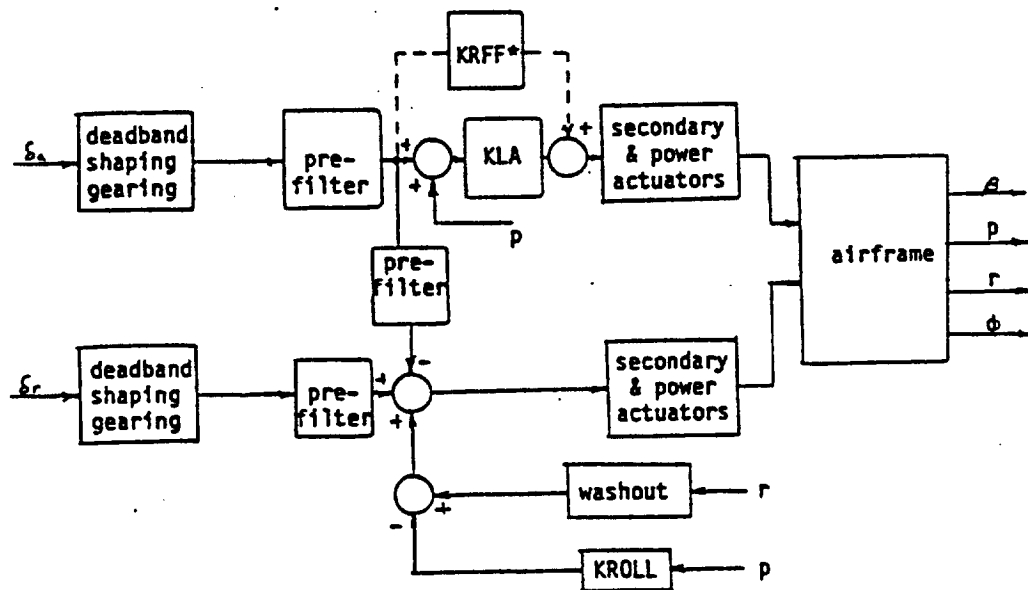 KRFF*
δa
deadband
shaping
gearing
pre-
filter
+
+
KLA
+
secondary
& power
actuators
p
airframe
β
p
r
ϕ
pre-
filter
-
δr
deadband
shaping
gearing
pre-
filter
+
+
secondary
& power
actuators
washout
r
+
-
KROLL
p